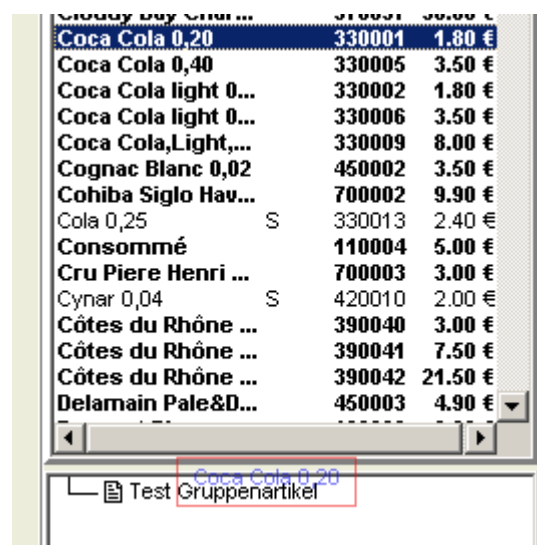 Coca Cola 0,20 330001 1.80 €
Coca Cola 0,40 330005 3.50 €
Coca Cola light 0... 330002 1.80 €
Coca Cola light 0... 330006 3.50 €
Coca Cola,Light,... 330009 8.00 €
Cognac Blanc 0,02 450002 3.50 €
Cohiba Siglo Hav... 700002 9.90 €
Cola 0,25 S 330013 2.40 €
Consommé 110004 5.00 €
Cru Piere Henri ... 700003 3.00 €
Cynar 0,04 S 420010 2.00 €
Côtes du Rhône ... 390040 3.00 €
Côtes du Rhône ... 390041 7.50 €
Côtes du Rhône ... 390042 21.50 €
Delamain Pale&D... 450003 4.90 €
Coca Cola 0,20
Test Gruppenartikel